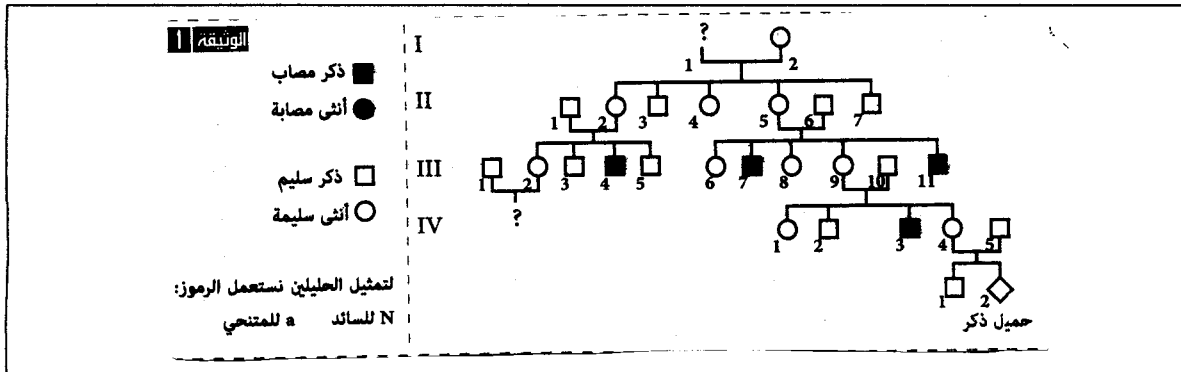 الوثيقة 1
ذكر مصاب
أنثى مصابة
ذكر سليم
أنثى سليمة
لتمثيل الحليلين نستعمل الرموز:
N للسائد a للمتنحي
I
? 1 2
II
1 2 3 4 5 6 7
III
1 2 3 4 5 6 7 8 9 10 11
?
IV
1 2 3 4 5
1 2
حميل ذكر